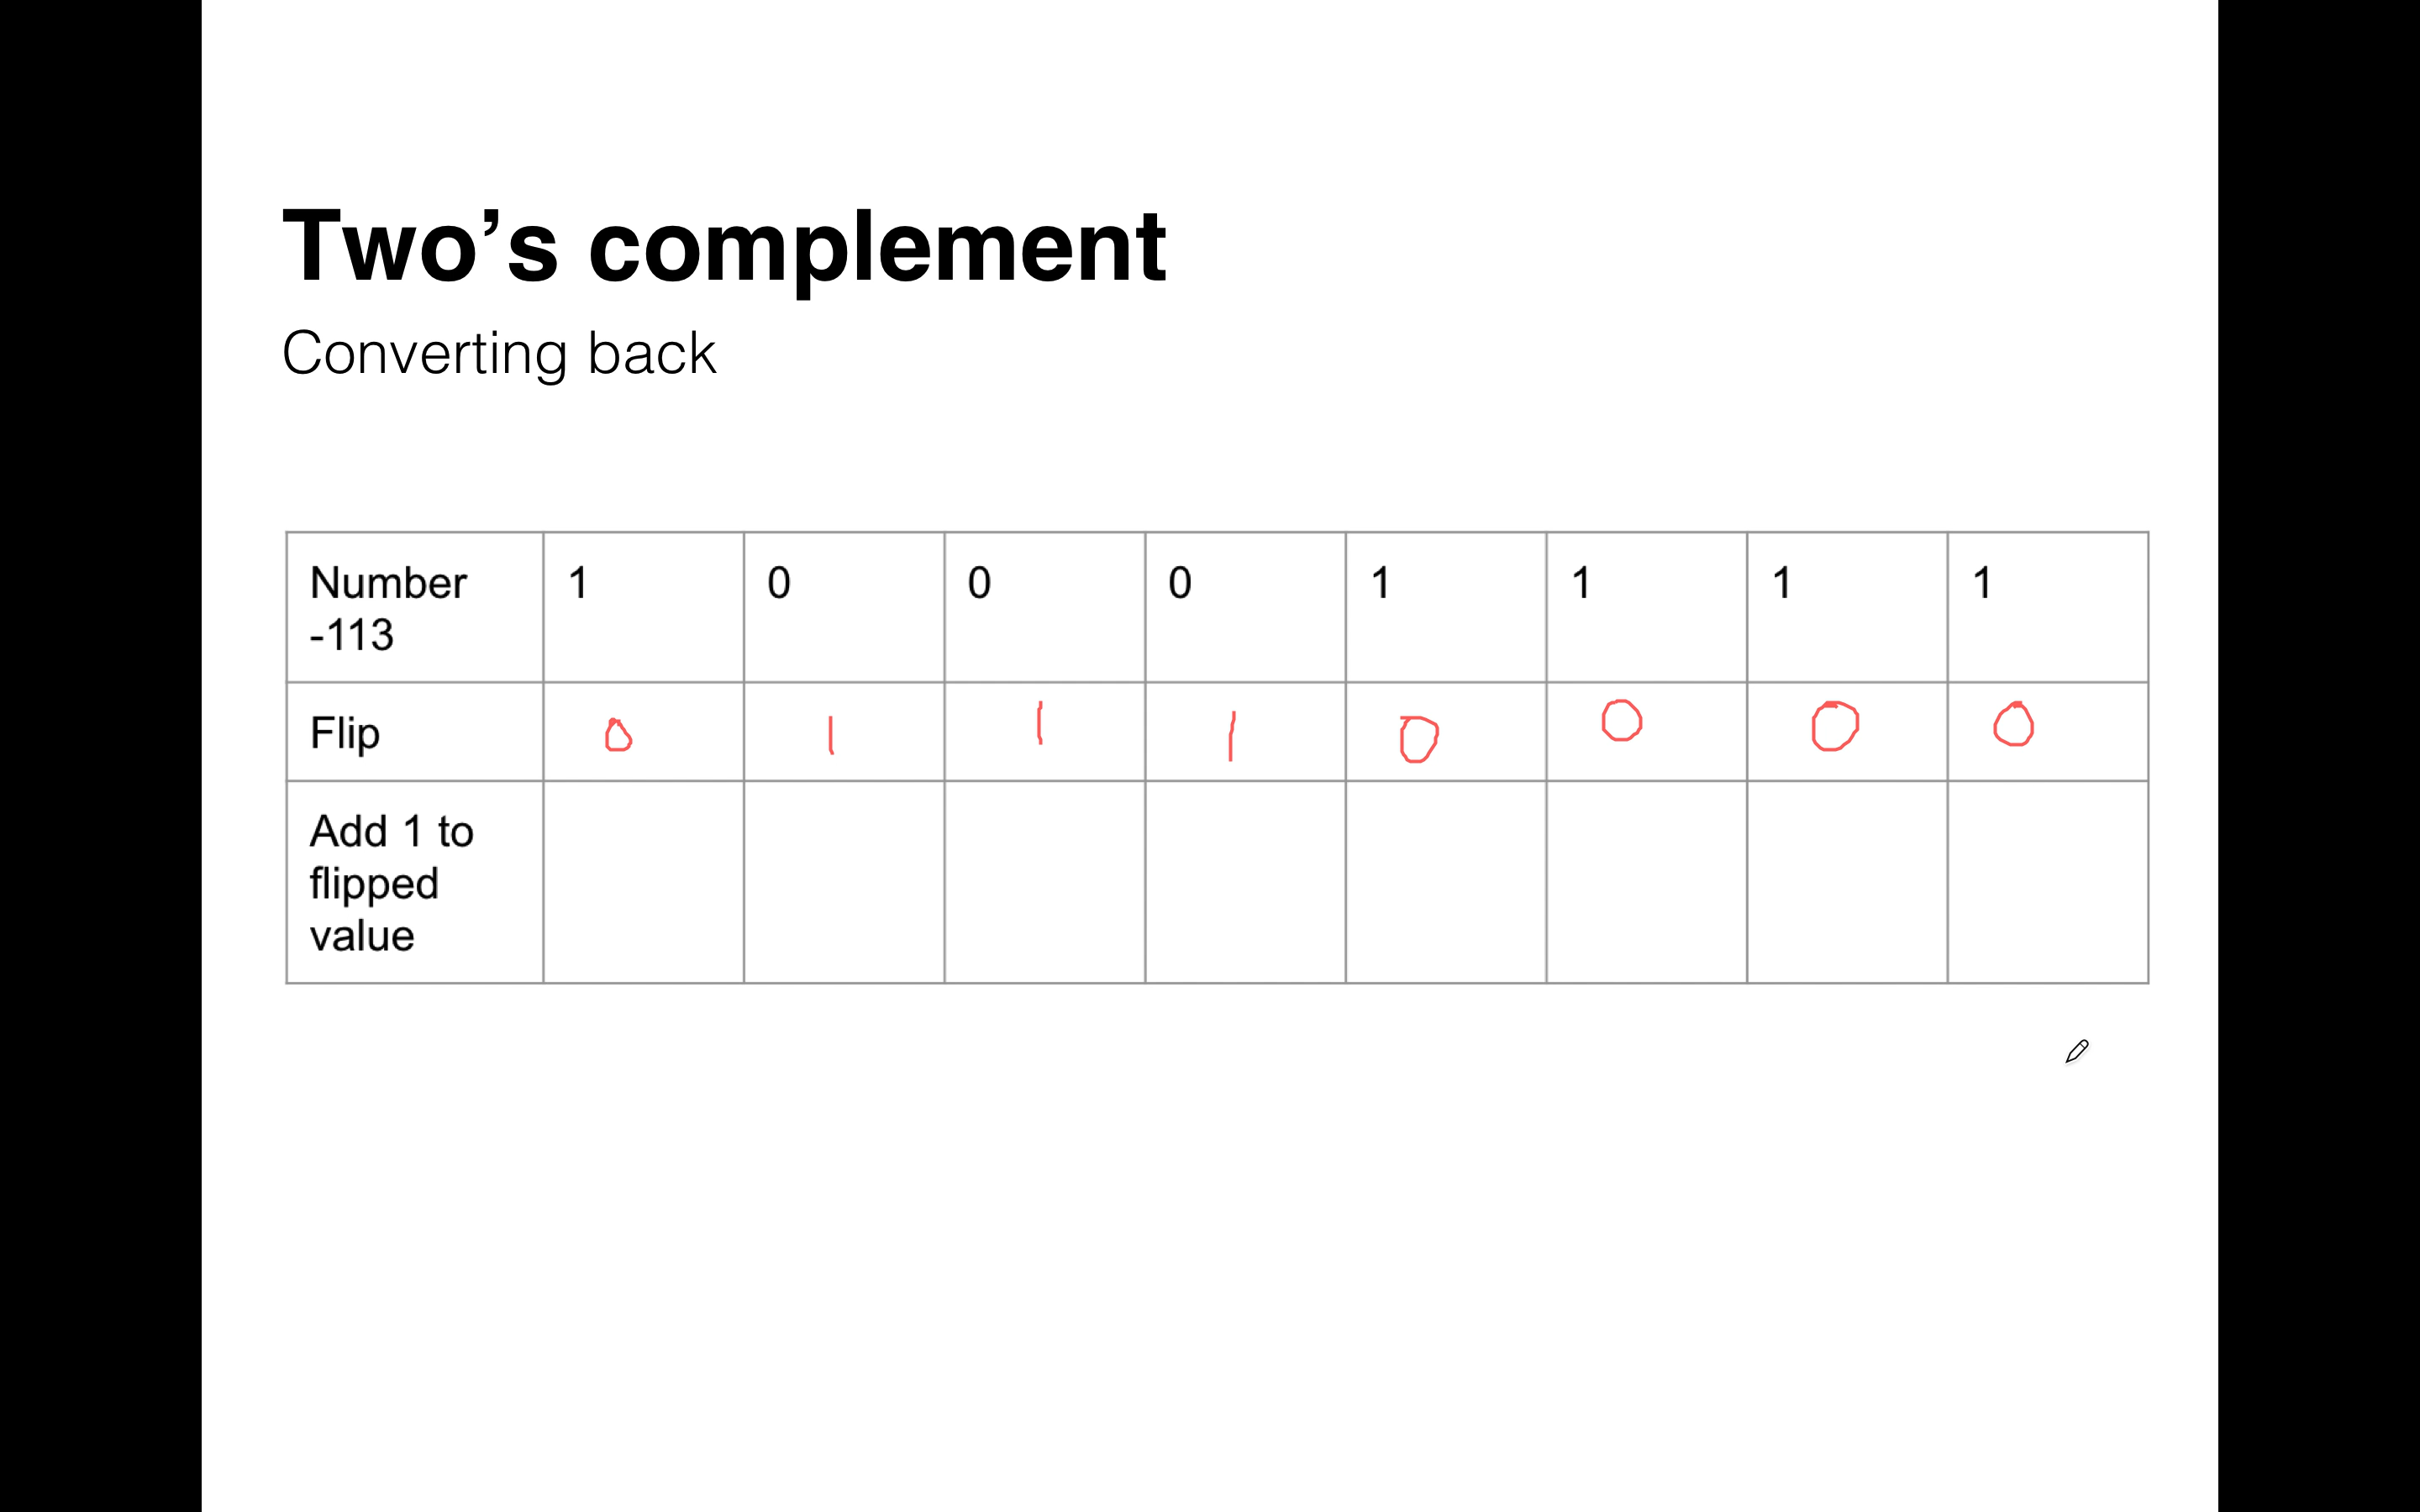 Two’s complement
Converting back
Number -113 1 0 0 0 1 1 1 1
Flip 0 1 1 1 0 0 0 0
Add 1 to flipped value